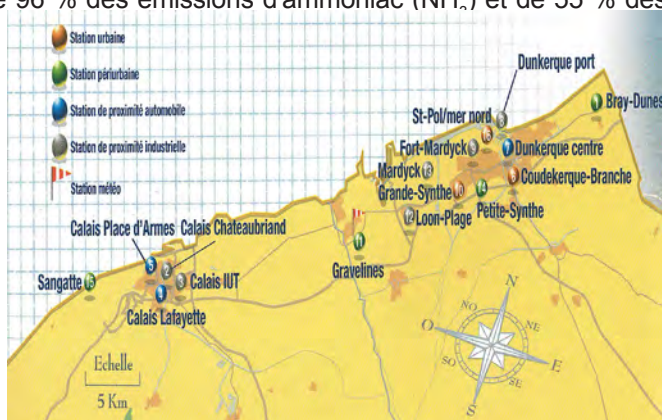 e 96 % des émissions d'ammoniac (NH3) et de 55 % des
Station urbaine
Station périurbaine
Station de proximité automobile
Station de proximité industrielle
Station météo
Dunkerque port
Bray-Dunes
St-Pol/mer nord
Fort-Mardyck
Dunkerque centre
Mardyck
Coudekerque-Branche
Grande-Synthe
Petite-Synthe
Loon-Plage
Gravelines
Calais Place d'Armes
Calais Chateaubriand
Sangatte
Calais IUT
Calais Lafayette
Echelle
5 Km
N
NO
NE
O
E
SO
SE
S